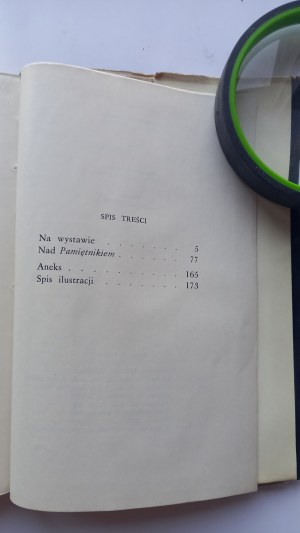 SPIS TREŚCI
Na wystawie . . . . . . . 5
Nad Pamiętnikiem . . . . . . 77
Aneks . . . . . . . . . 165
Spis ilustracji . . . . . . . 173